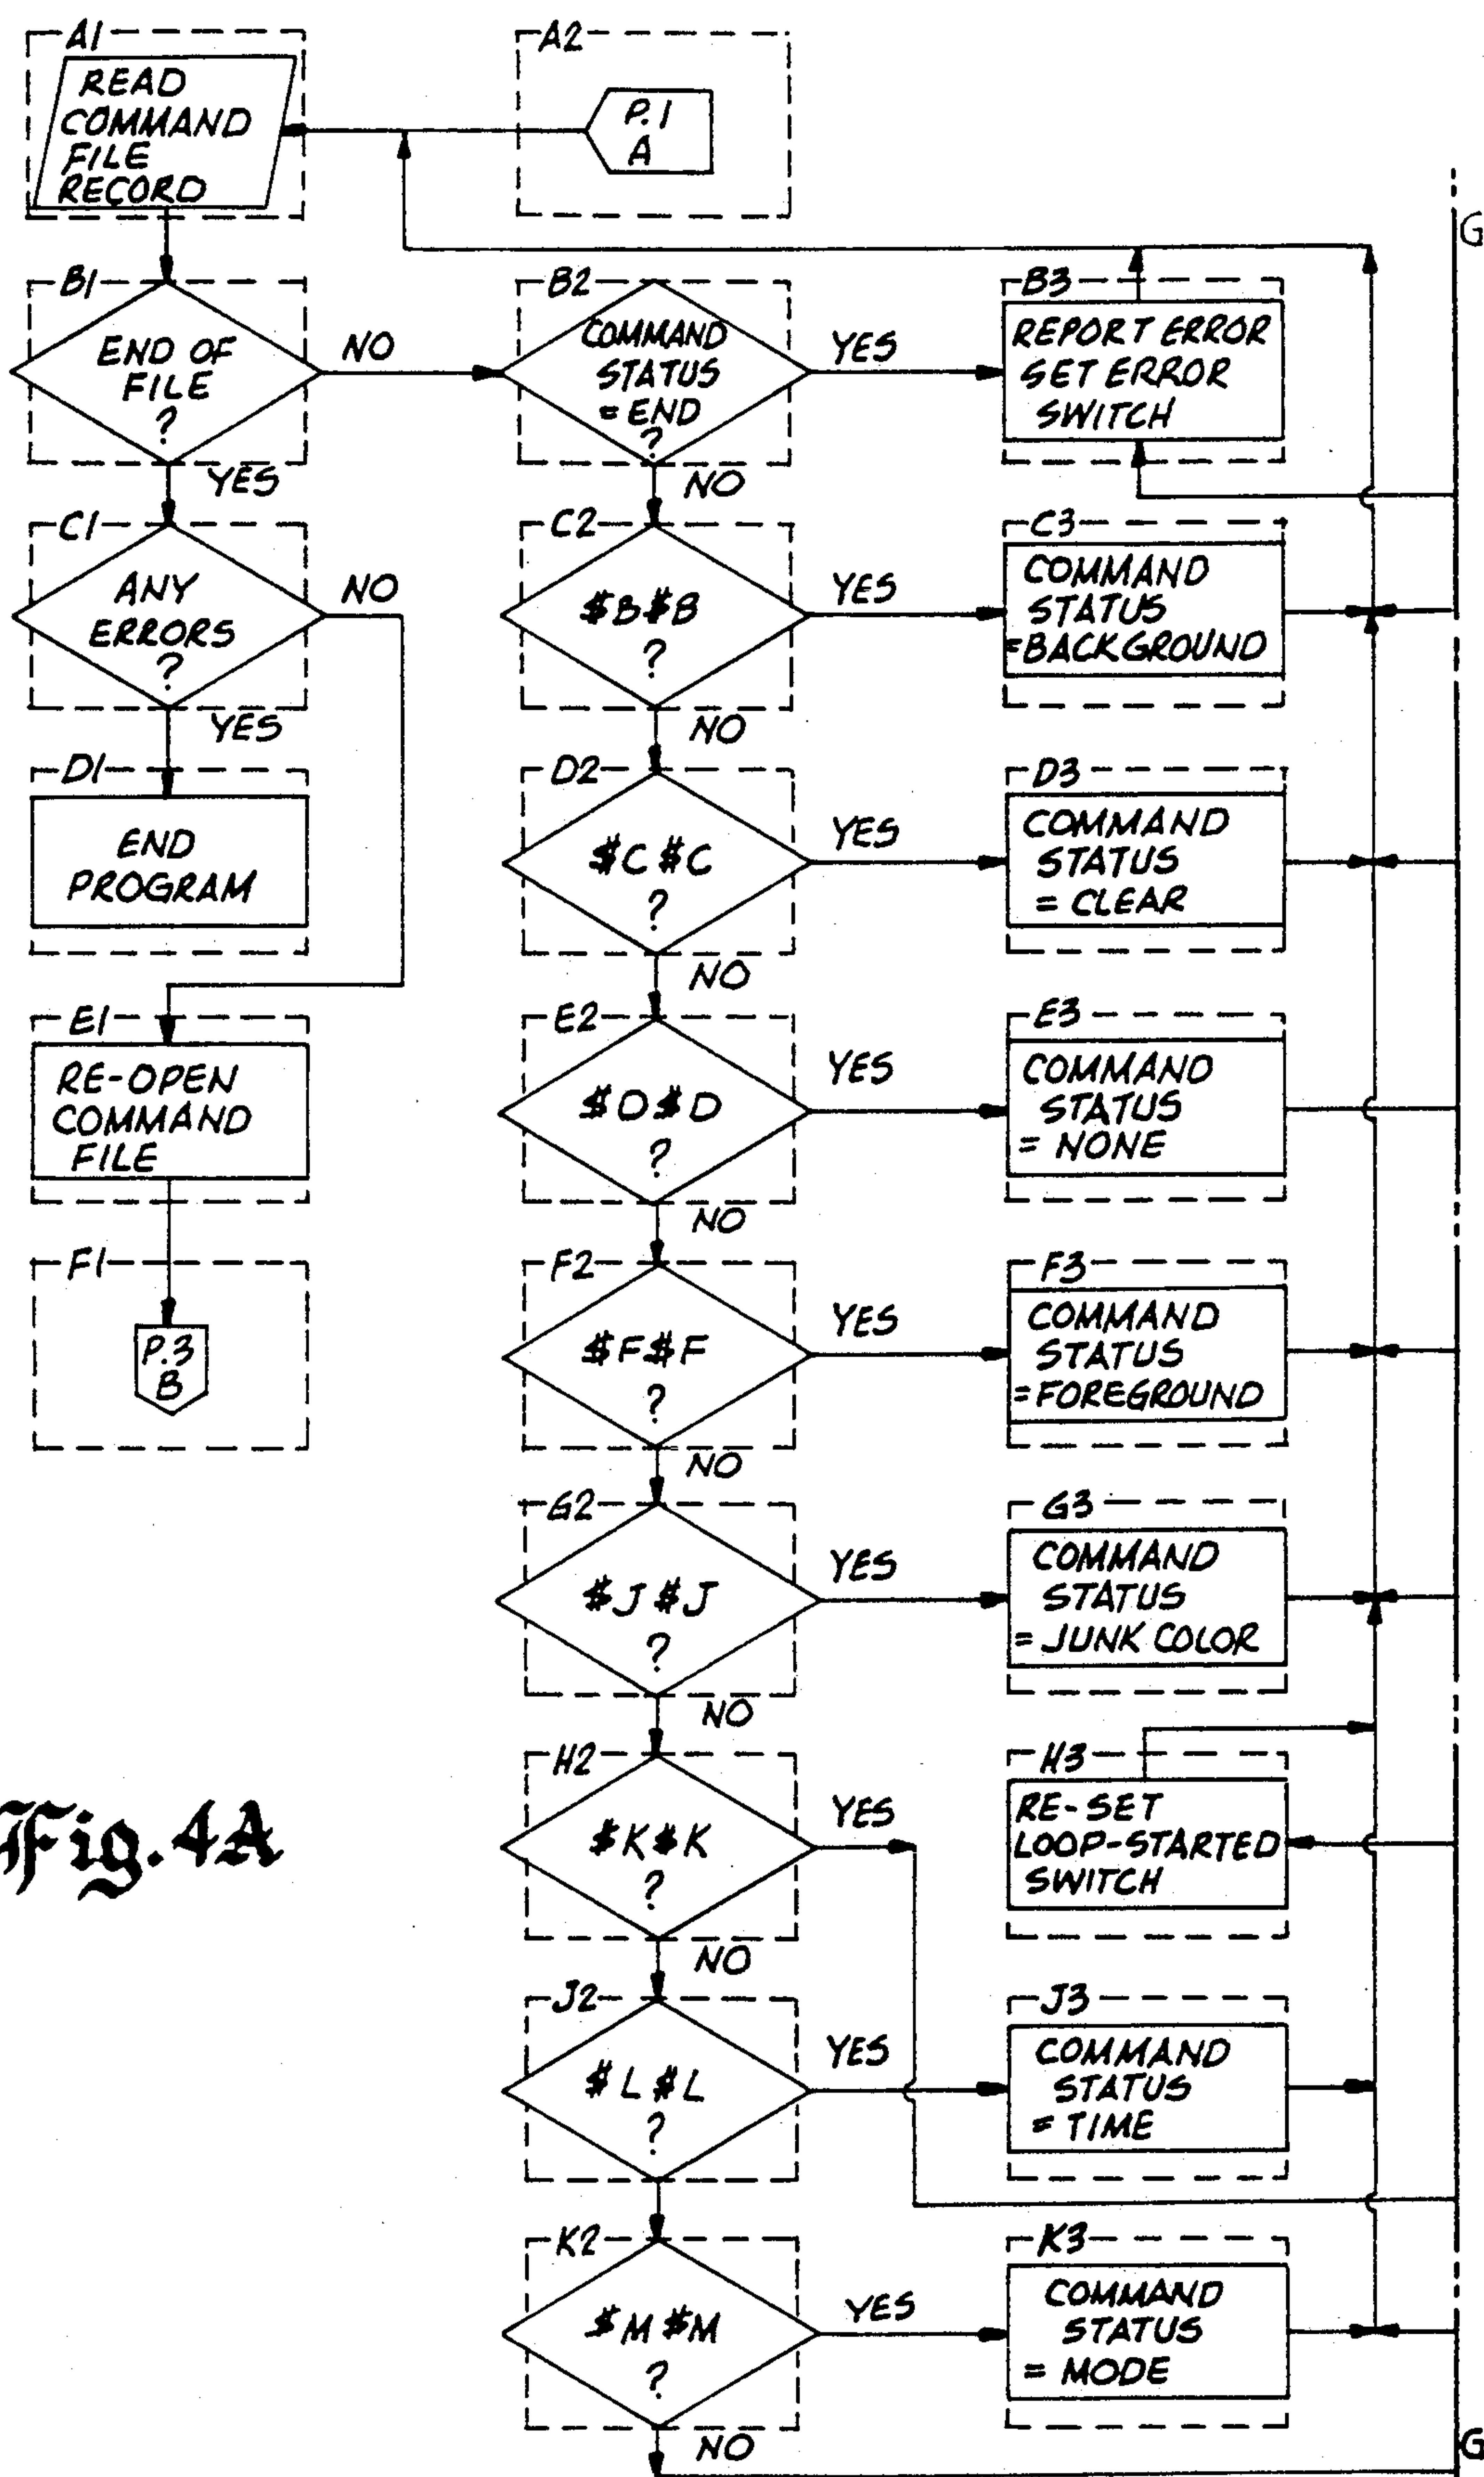 A1
READ
COMMAND
FILE
RECORD
A2
P.1
A
G
B1
END OF
FILE
?
NO
YES
B2
COMMAND
STATUS
= END
?
YES
NO
B3
REPORT ERROR
SET ERROR
SWITCH
C1
ANY
ERRORS
?
NO
YES
C2
$B$B
?
YES
NO
C3
COMMAND
STATUS
=BACKGROUND
D1
END
PROGRAM
D2
$C$C
?
YES
NO
D3
COMMAND
STATUS
= CLEAR
E1
RE-OPEN
COMMAND
FILE
E2
$D$D
?
YES
NO
E3
COMMAND
STATUS
= NONE
F1
P.3
B
F2
$F$F
?
YES
NO
F3
COMMAND
STATUS
=FOREGROUND
G2
$J$J
?
YES
NO
G3
COMMAND
STATUS
= JUNK COLOR
Fig. 4A
H2
$K$K
?
YES
NO
H3
RE-SET
LOOP-STARTED
SWITCH
J2
$L$L
?
YES
J3
COMMAND
STATUS
= TIME
K2
$M$M
?
YES
NO
K3
COMMAND
STATUS
= MODE
G